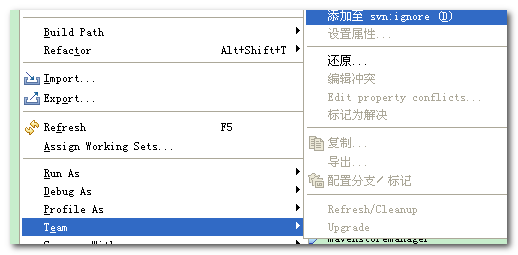 Build Path
Refactor Alt+Shift+T
Import...
Export...
Refresh F5
Assign Working Sets...
Run As
Debug As
Profile As
Team
添加至 svn:ignore (D)
设置属性...
还原...
编辑冲突
Edit property conflicts...
标记为解决
复制...
导出...
配置分支/标记
Refresh/Cleanup
Upgrade
mavenstoremanager